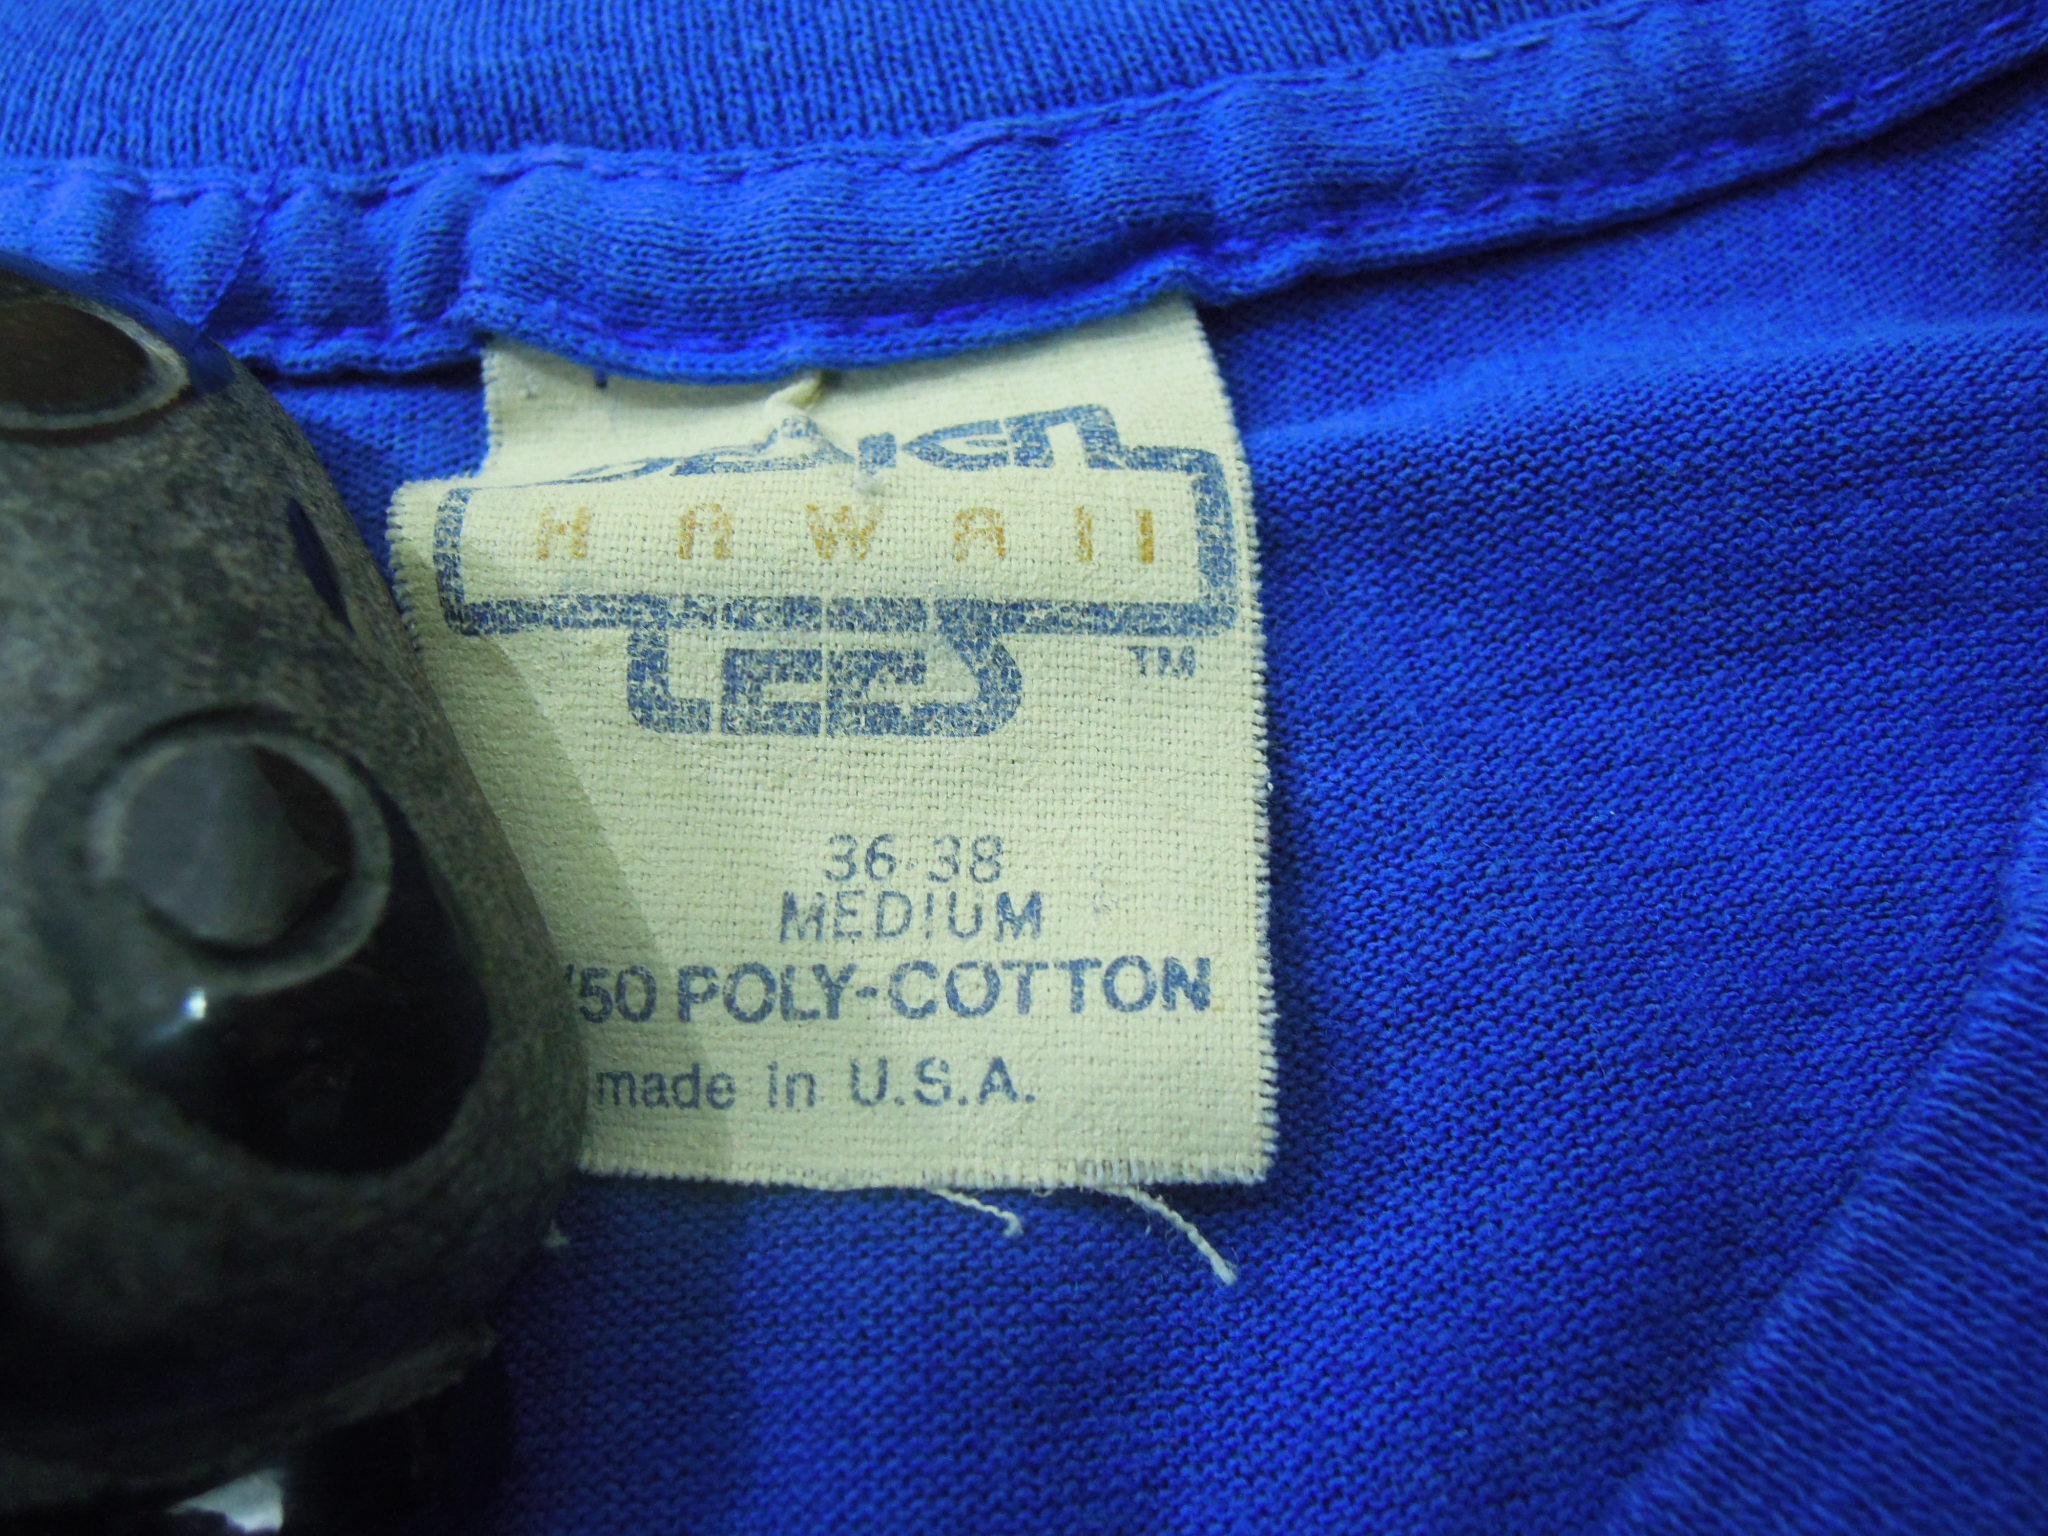 HAWAII
TEES
TM
36-38
MEDIUM
/50 POLY-COTTON
made in U.S.A.